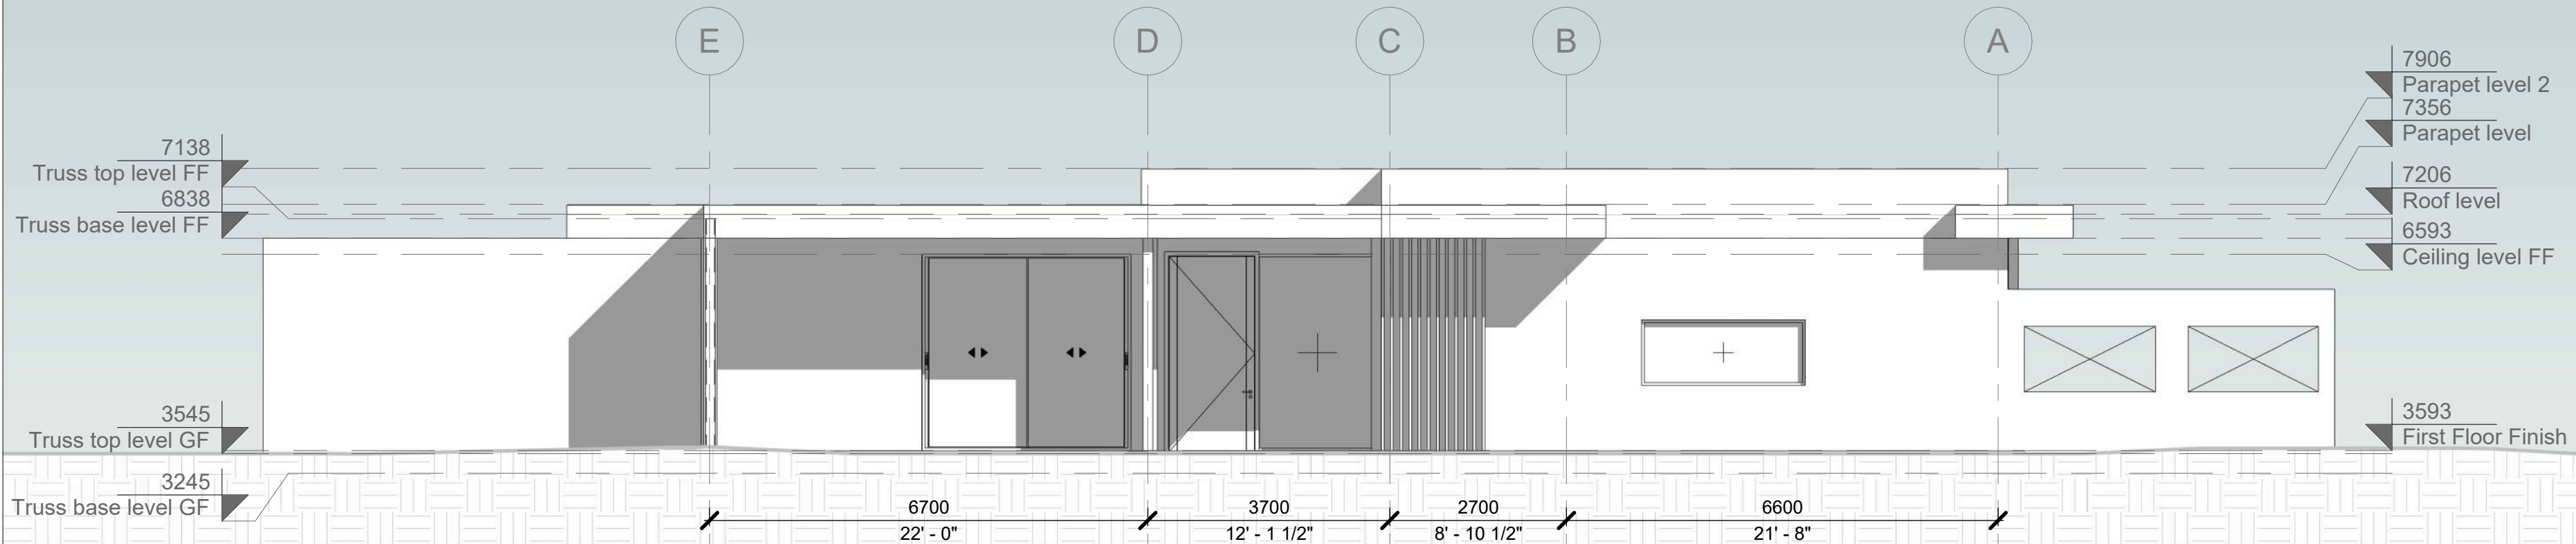 E
D
C
B
A
7138
Truss top level FF
6838
Truss base level FF
3545
Truss top level GF
3245
Truss base level GF
7906
Parapet level 2
7356
Parapet level
7206
Roof level
6593
Ceiling level FF
3593
First Floor Finish
6700
22' - 0"
3700
12' - 1 1/2"
2700
8' - 10 1/2"
6600
21' - 8"